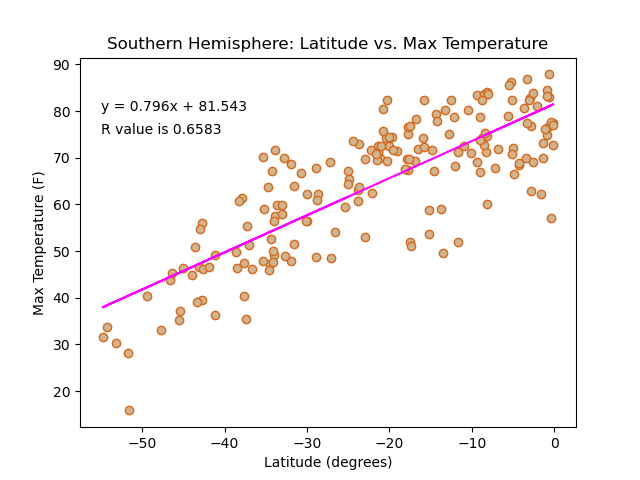 Southern Hemisphere: Latitude vs. Max Temperature
90
80
70
60
50
40
30
20
y = 0.796x + 81.543
R value is 0.6583
Max Temperature (F)
−50
−40
−30
−20
−10
0
Latitude (degrees)